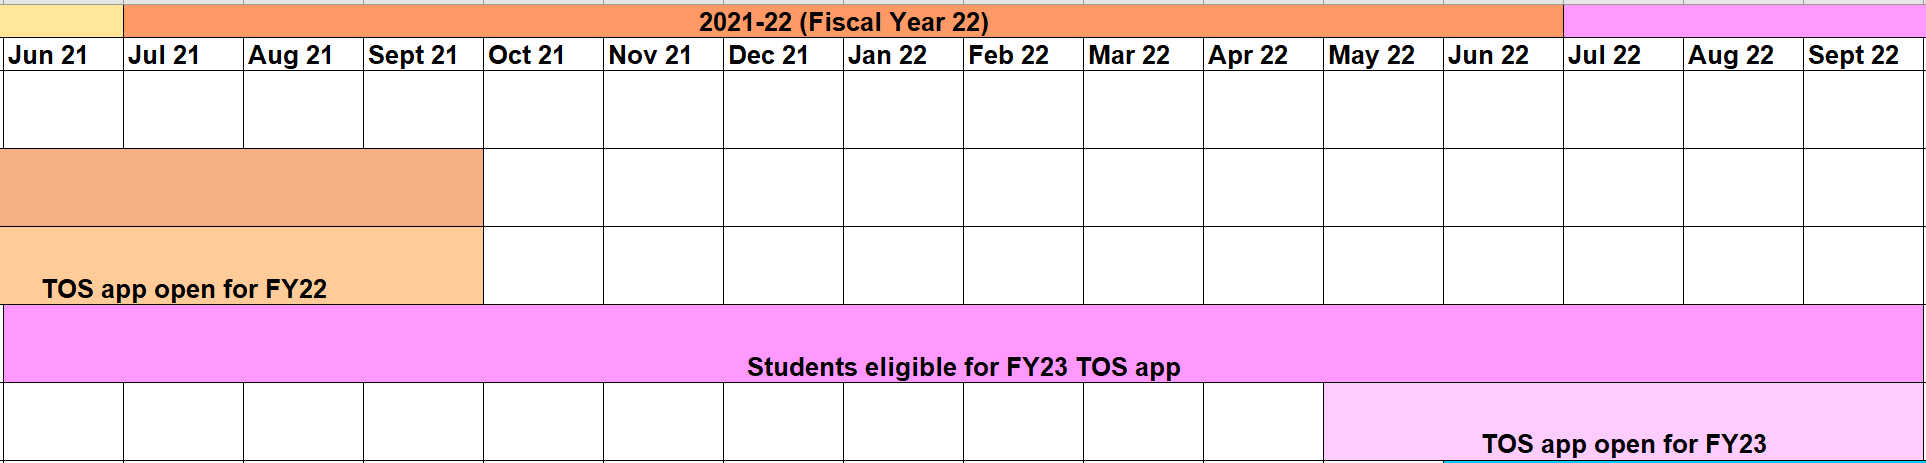 2021-22 (Fiscal Year 22)
Jun 21 Jul 21 Aug 21 Sept 21 Oct 21 Nov 21 Dec 21 Jan 22 Feb 22 Mar 22 Apr 22 May 22 Jun 22 Jul 22 Aug 22 Sept 22
TOS app open for FY22
Students eligible for FY23 TOS app
TOS app open for FY23